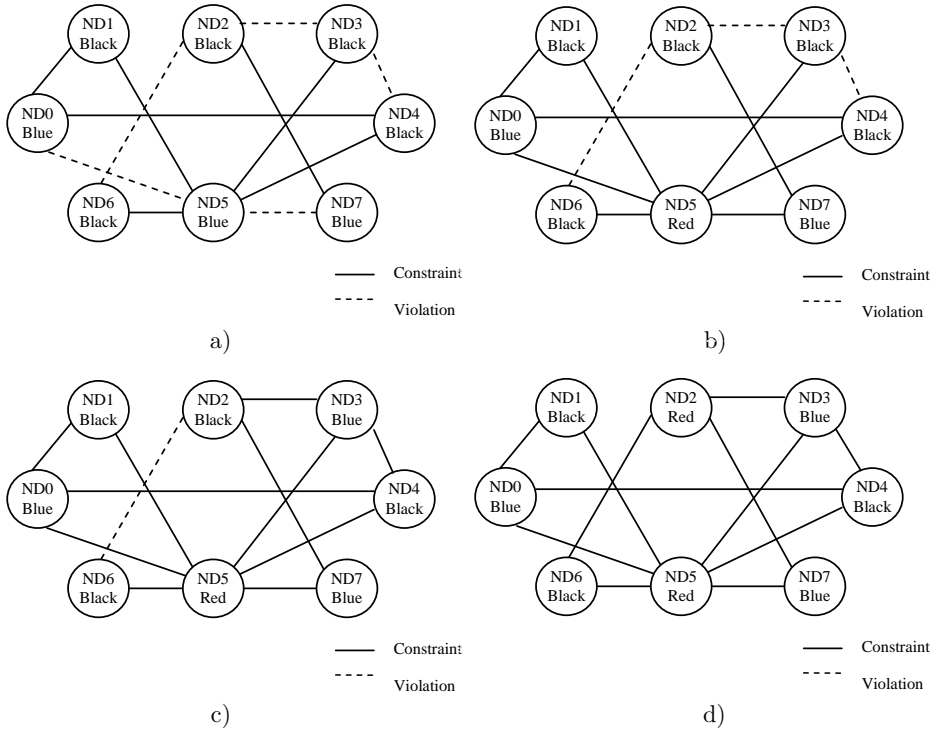 ND1
Black
ND2
Black
ND3
Black
ND0
Blue
ND4
Black
ND6
Black
ND5
Blue
ND7
Blue
Constraint
Violation
a)
ND1
Black
ND2
Black
ND3
Black
ND0
Blue
ND4
Black
ND6
Black
ND5
Red
ND7
Blue
Constraint
Violation
b)
ND1
Black
ND2
Black
ND3
Blue
ND0
Blue
ND4
Black
ND6
Black
ND5
Red
ND7
Blue
Constraint
Violation
c)
ND1
Black
ND2
Red
ND3
Blue
ND0
Blue
ND4
Black
ND6
Black
ND5
Red
ND7
Blue
Constraint
Violation
d)